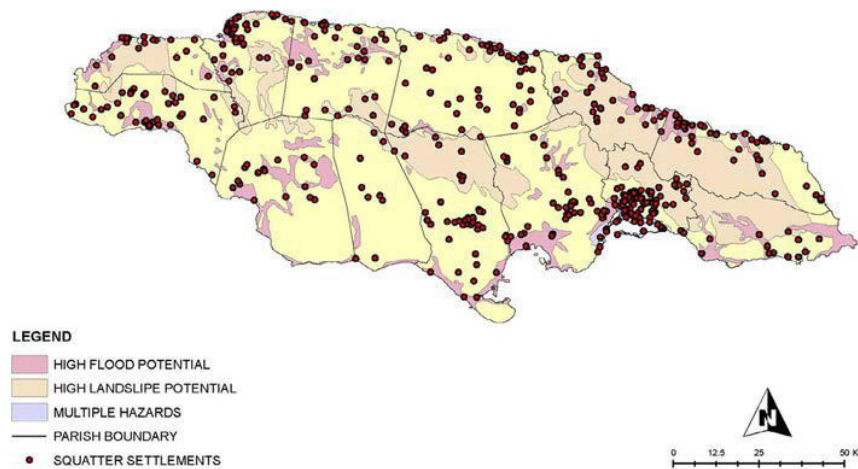 LEGEND
HIGH FLOOD POTENTIAL
HIGH LANDSLIPE POTENTIAL
MULTIPLE HAZARDS
PARISH BOUNDARY
SQUATTER SETTLEMENTS
N
0 12.5 25 50 K